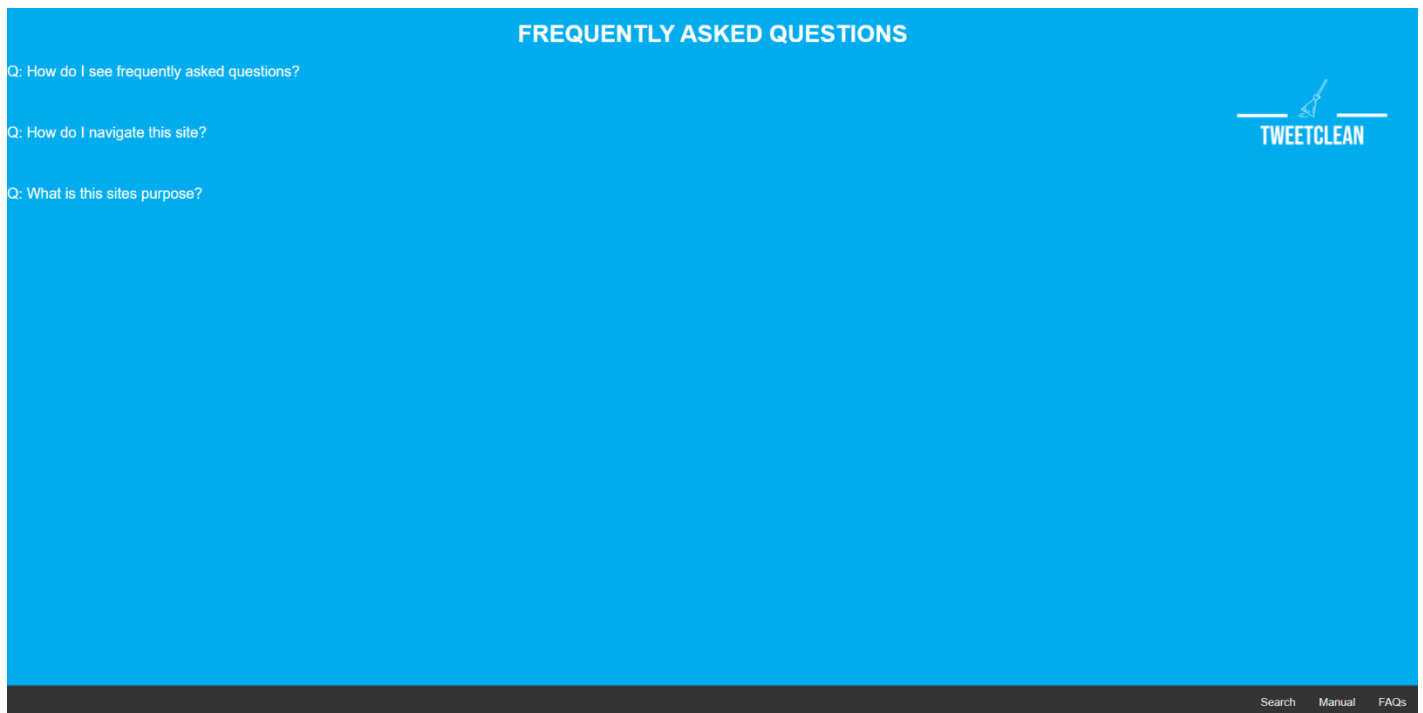 FREQUENTLY ASKED QUESTIONS
Q: How do I see frequently asked questions?
Q: How do I navigate this site?
TWEETCLEAN
Q: What is this sites purpose?
Search Manual FAQs